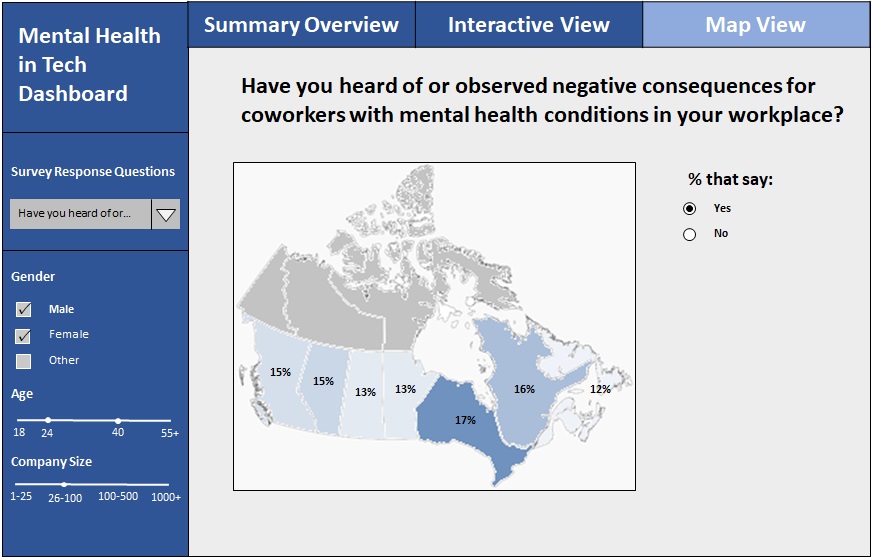 Mental Health
in Tech
Dashboard
Summary Overview
Interactive View
Map View
Survey Response Questions
Have you heard of or...
Gender
Male
Female
Other
Age
18 24 40 55+
Company Size
1-25 26-100 100-500 1000+
Have you heard of or observed negative consequences for
coworkers with mental health conditions in your workplace?
15%
15%
13%
13%
17%
16%
12%
% that say:
Yes
No